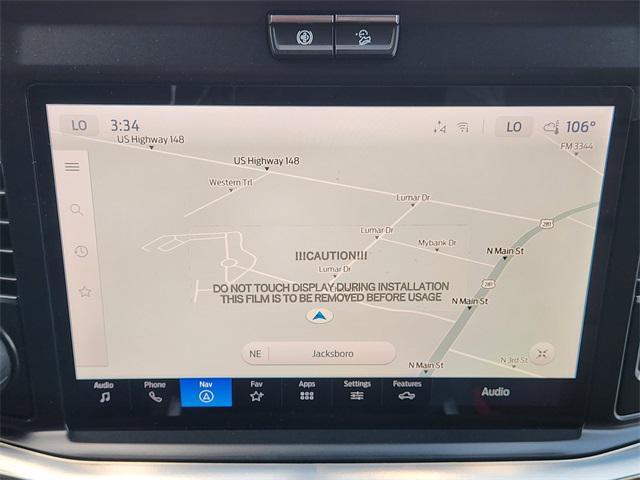 LO 3:34 LO 106°
US Highway 148
FM 3344
US Highway 148
Western Trl
Lumar Dr
281
Lumar Dr
Mybank Dr
N Main St
!!!CAUTION!!!
Lumar Dr
281
DO NOT TOUCH DISPLAY DURING INSTALLATION
THIS FILM IS TO BE REMOVED BEFORE USAGE
N Main St
NE Jacksboro
N 3rd St
N Main St
Audio Phone Nav Fav Apps Settings Features Audio